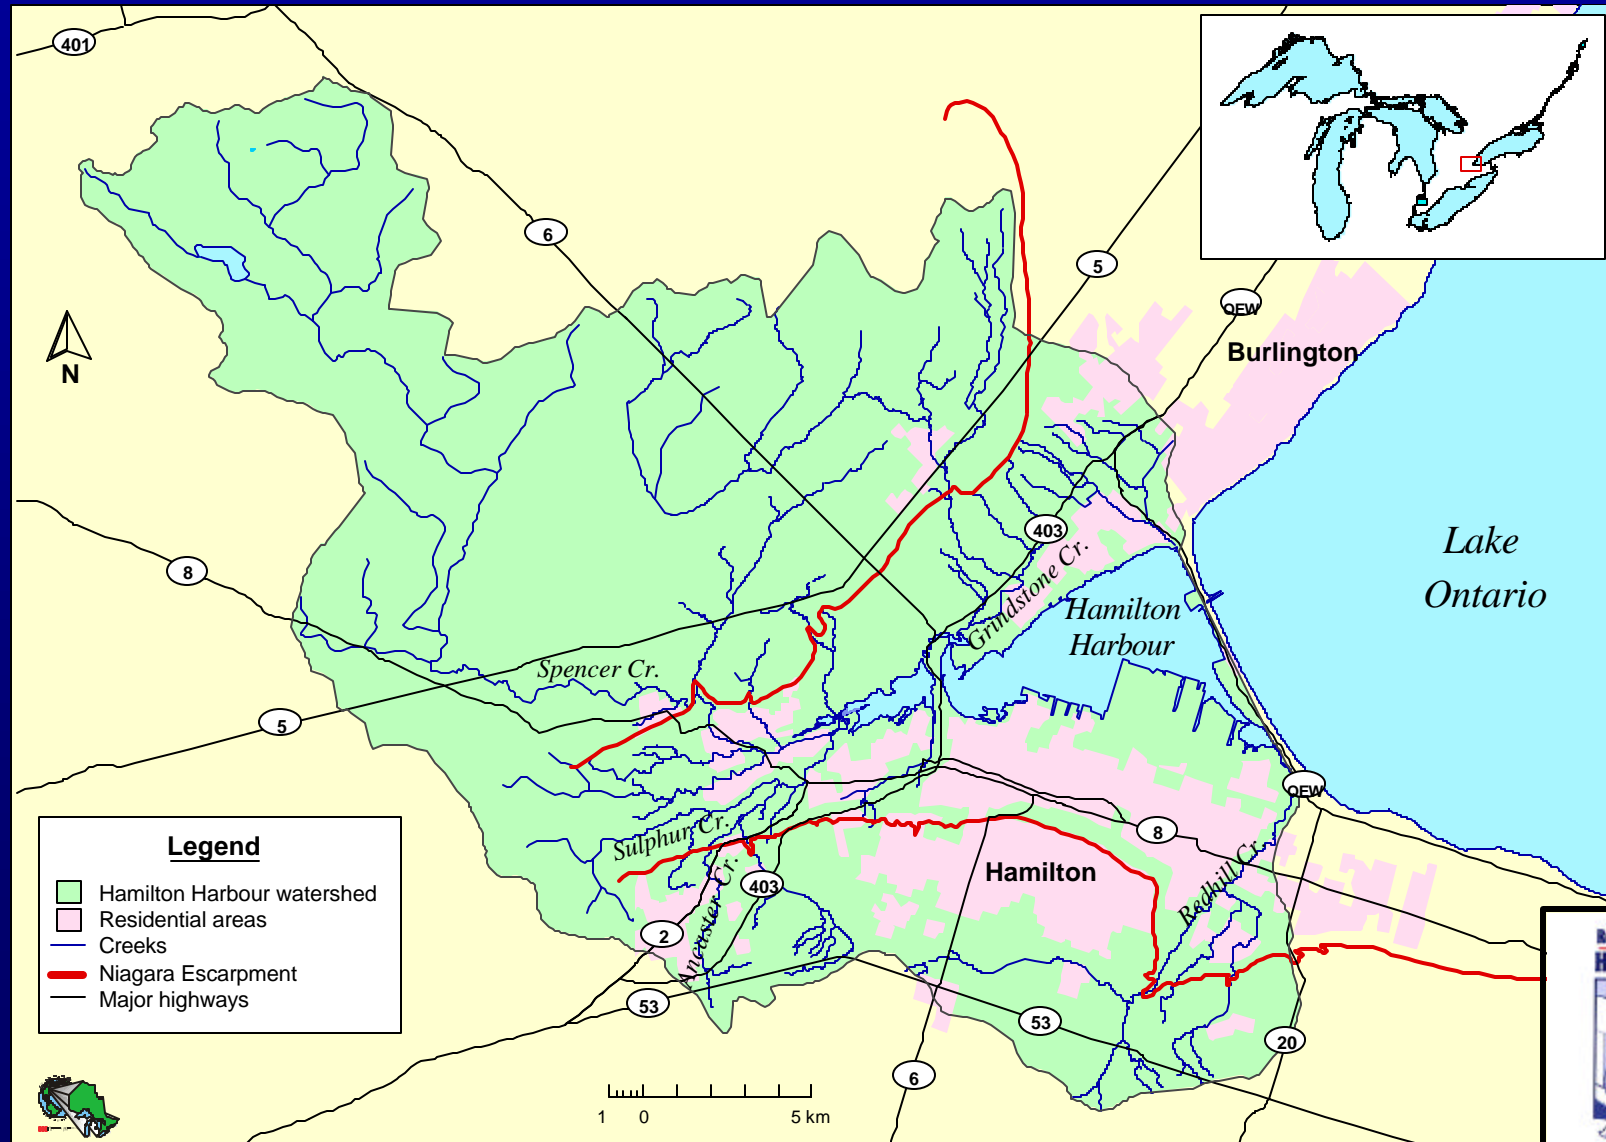 401
6
5
QEW
Burlington
N
Lake
Ontario
403
8
Grindstone Cr.
Hamilton
Harbour
Spencer Cr.
5
QEW
Sulphur Cr.
8
Hamilton
Redhill Cr.
403
Ancaster Cr.
2
53
53
20
6
Legend
Hamilton Harbour watershed
Residential areas
Creeks
Niagara Escarpment
Major highways
1 0 5 km